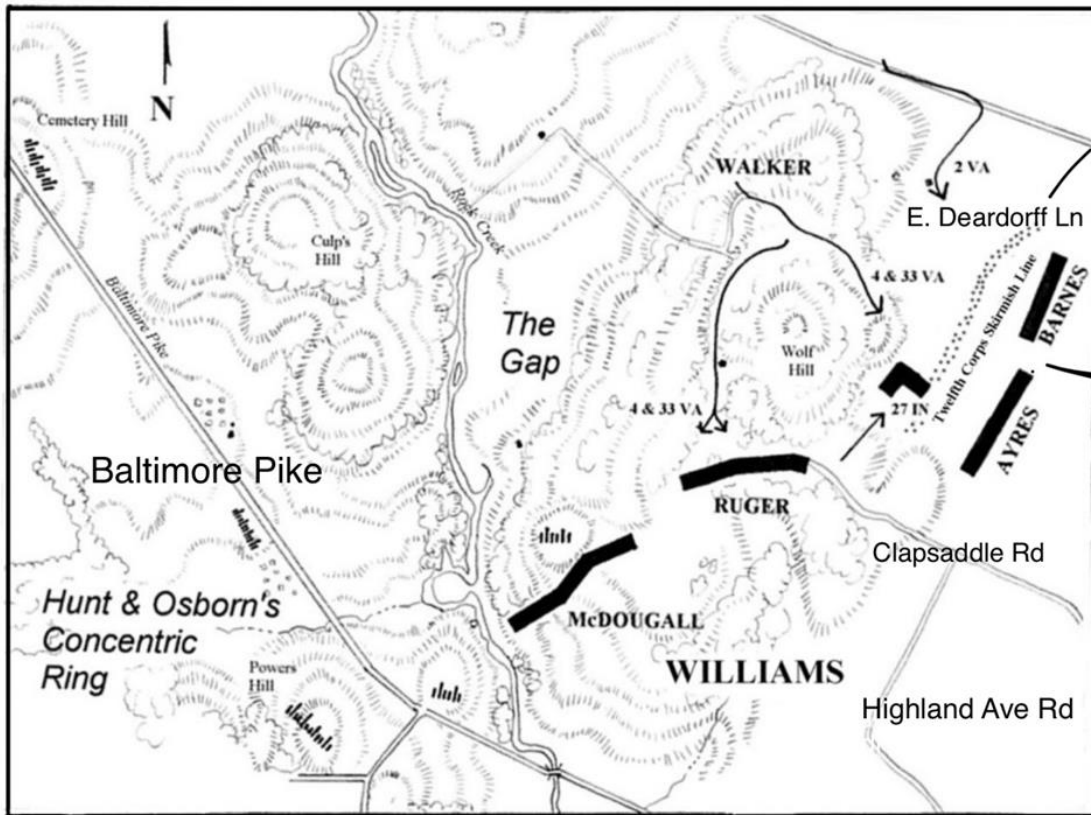 N
Cemetery Hill
WALKER
2 VA
Rock Creek
E. Deardorff Ln
Culp's
Hill
4 & 33 VA
Baltimore Pike
The
Gap
BARNES
Wolf
Hill
Twelfth Corps Skirmish Line
27 IN
4 & 33 VA
AYRES
Baltimore Pike
RUGER
Clapsaddle Rd
Hunt & Osborn's
Concentric
Ring
McDOUGALL
Powers
Hill
WILLIAMS
Highland Ave Rd